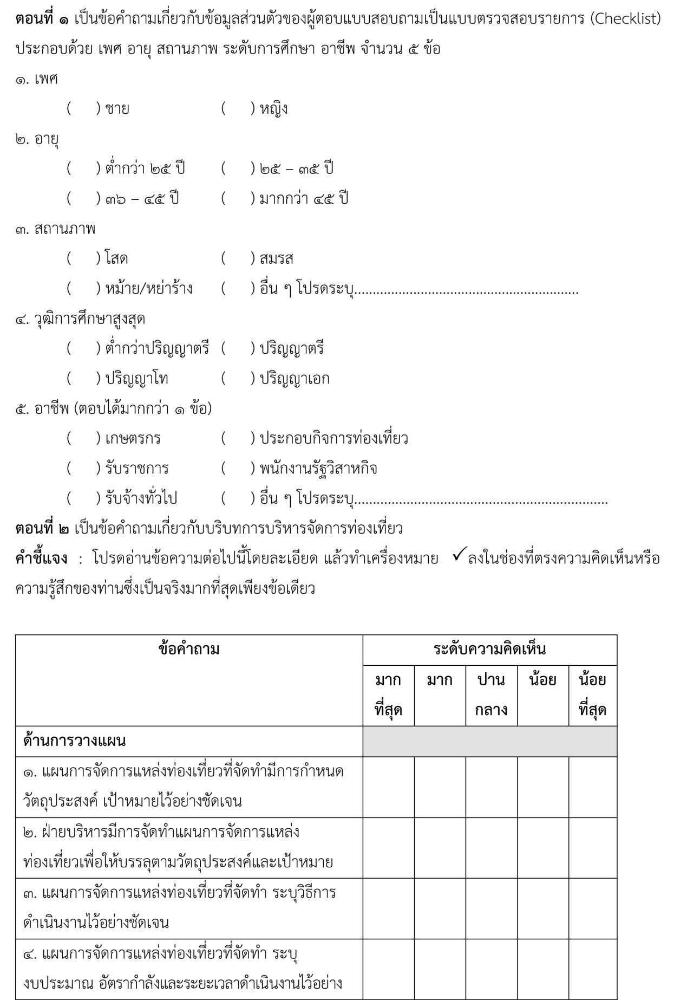 ตอนที่ ๑ เป็นข้อคำถามเกี่ยวกับข้อมูลส่วนตัวของผู้ตอบแบบสอบถามเป็นแบบตรวจสอบรายการ (Checklist)
ประกอบด้วย เพศ อายุ สถานภาพ ระดับการศึกษา อาชีพ จำนวน ๕ ข้อ
๑. เพศ
( ) ชาย ( ) หญิง
๒. อายุ
( ) ต่ำกว่า ๒๕ ปี ( ) ๒๕ – ๓๕ ปี
( ) ๓๖ – ๔๕ ปี ( ) มากกว่า ๔๕ ปี
๓. สถานภาพ
( ) โสด ( ) สมรส
( ) หม้าย/หย่าร้าง ( ) อื่น ๆ โปรดระบุ.............................................................
๔. วุฒิการศึกษาสูงสุด
( ) ต่ำกว่าปริญญาตรี ( ) ปริญญาตรี
( ) ปริญญาโท ( ) ปริญญาเอก
๕. อาชีพ (ตอบได้มากกว่า ๑ ข้อ)
( ) เกษตรกร ( ) ประกอบกิจการท่องเที่ยว
( ) รับราชการ ( ) พนักงานรัฐวิสาหกิจ
( ) รับจ้างทั่วไป ( ) อื่น ๆ โปรดระบุ.....................................................................
ตอนที่ ๒ เป็นข้อคำถามเกี่ยวกับบริบทการบริหารจัดการท่องเที่ยว
คำชี้แจง : โปรดอ่านข้อความต่อไปนี้โดยละเอียด แล้วทำเครื่องหมาย ✓ลงในช่องที่ตรงความคิดเห็นหรือ
ความรู้สึกของท่านซึ่งเป็นจริงมากที่สุดเพียงข้อเดียว
ข้อคำถาม ระดับความคิดเห็น
มาก มาก ปาน น้อย น้อย
ที่สุด กลาง ที่สุด
ด้านการวางแผน
๑. แผนการจัดการแหล่งท่องเที่ยวที่จัดทำมีการกำหนด
วัตถุประสงค์ เป้าหมายไว้อย่างชัดเจน
๒. ฝ่ายบริหารมีการจัดทำแผนการจัดการแหล่ง
ท่องเที่ยวเพื่อให้บรรลุตามวัตถุประสงค์และเป้าหมาย
๓. แผนการจัดการแหล่งท่องเที่ยวที่จัดทำ ระบุวิธีการ
ดำเนินงานไว้อย่างชัดเจน
๔. แผนการจัดการแหล่งท่องเที่ยวที่จัดทำ ระบุ
งบประมาณ อัตรากำลังและระยะเวลาดำเนินงานไว้อย่าง